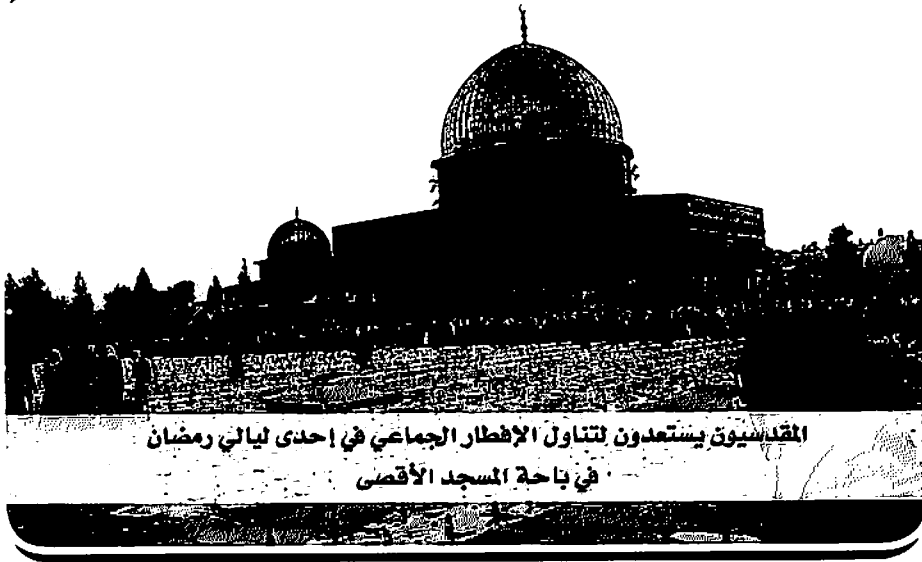 المقدسيون يستعدون لتناول الإفطار الجماعي في إحدى ليالي رمضان
في باحة المسجد الأقصى